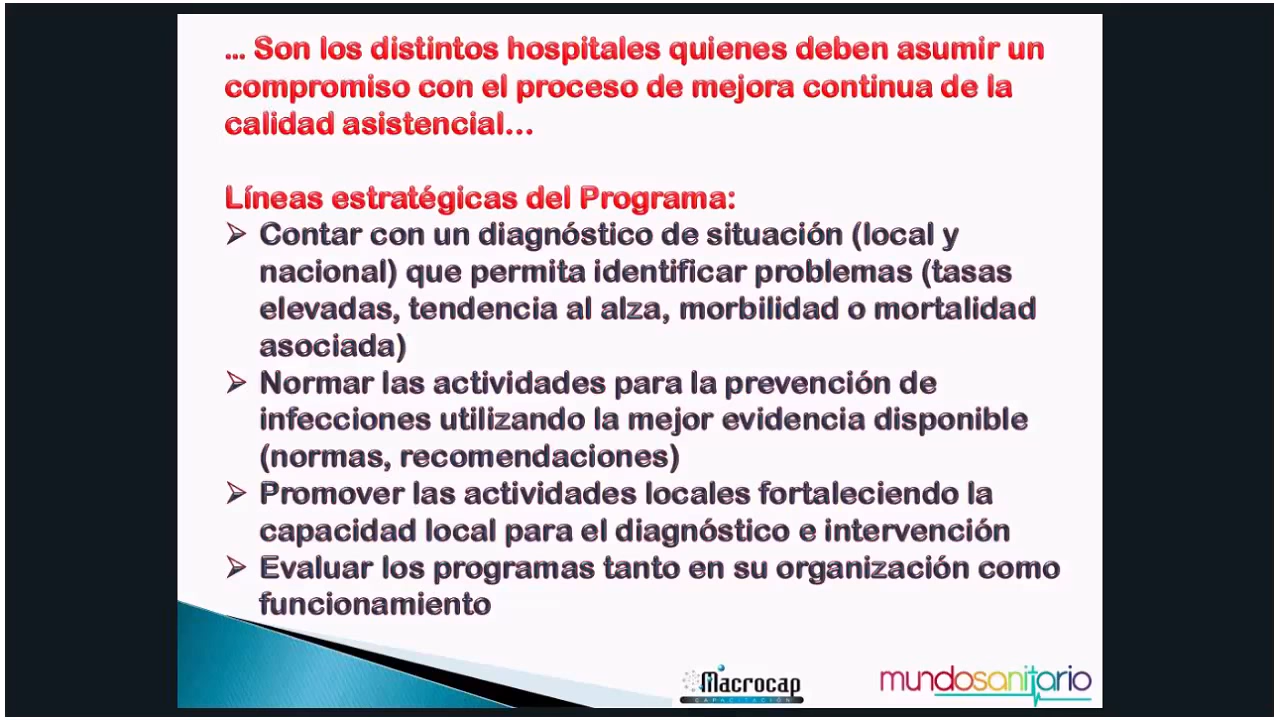 ... Son los distintos hospitales quienes deben asumir un
compromiso con el proceso de mejora continua de la
calidad asistencial...
Líneas estratégicas del Programa:
➢ Contar con un diagnóstico de situación (local y
nacional) que permita identificar problemas (tasas
elevadas, tendencia al alza, morbilidad o mortalidad
asociada)
➢ Normar las actividades para la prevención de
infecciones utilizando la mejor evidencia disponible
(normas, recomendaciones)
➢ Promover las actividades locales fortaleciendo la
capacidad local para el diagnóstico e intervención
➢ Evaluar los programas tanto en su organización como
funcionamiento
Macrocap
CAPACITACIÓN
mundosanitario